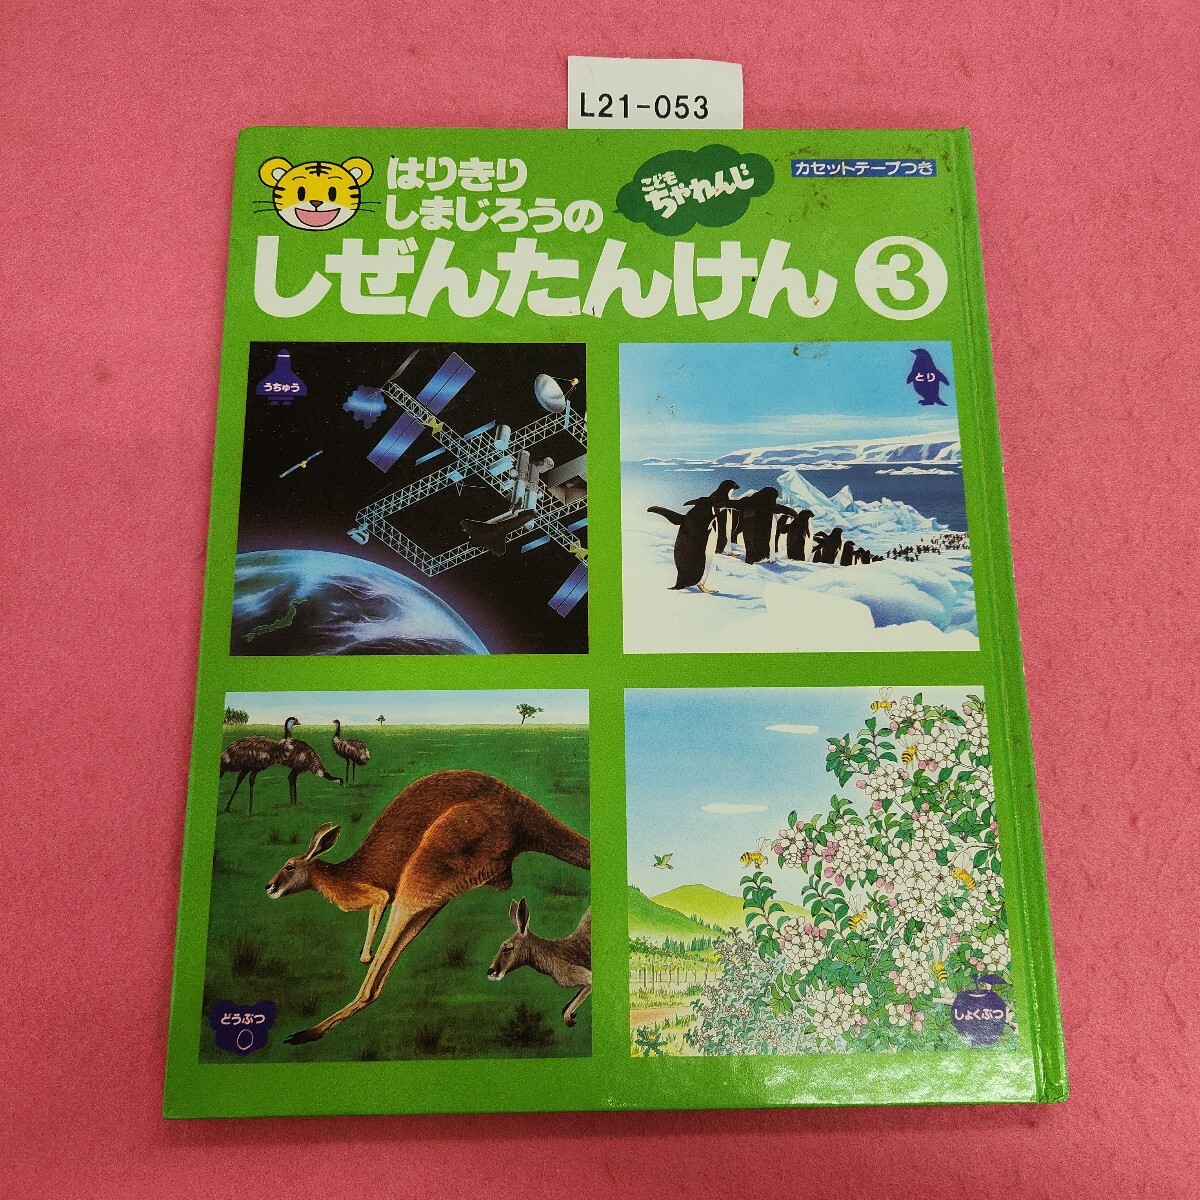 L21-053
はりきり
しまじろうの
こども
ちゃれんじ
カセットテープつき
しぜんたんけん3
うちゅう
とり
どうぶつ
しょくぶつ